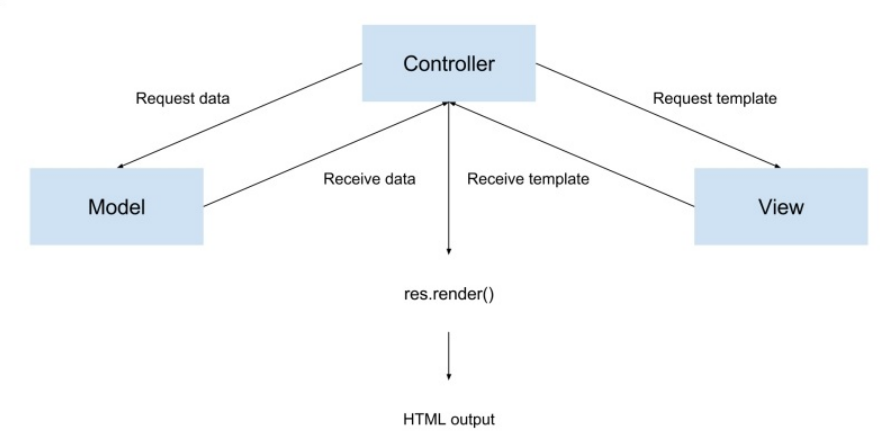 Controller
Request data
Request template
Receive data
Receive template
Model
View
res.render()
HTML output